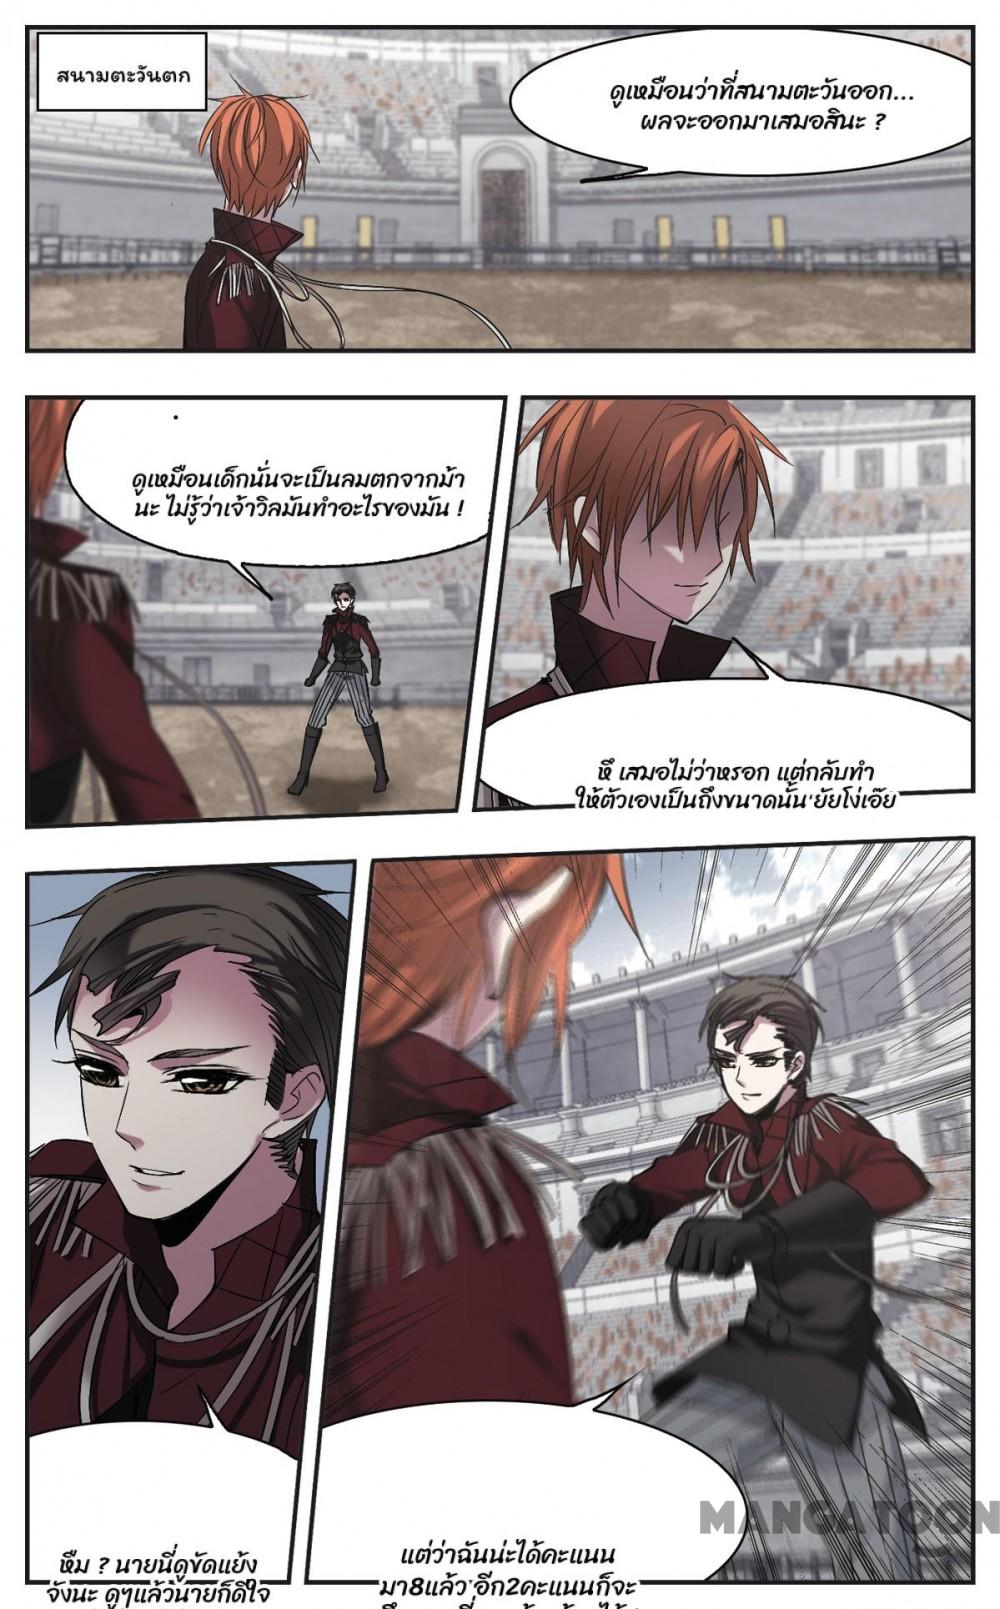 สนามตะวันตก
ดูเหมือนว่าที่สนามตะวันออก...
ผลจะออกมาเสมอสินะ ?
ดูเหมือนเด็กนั่นจะเป็นลมตกจากม้า
นะ ไม่รู้ว่าเจ้าวิลมันทำอะไรของมัน !
หึ เสมอไม่ว่าหรอก แต่กลับทำ
ให้ตัวเองเป็นถึงขนาดนั้น ยัยโง่เอ๊ย
หืม ? นายนี่ดูขัดแย้ง
จังนะ ดูๆแล้วนายก็ดีใจ
แต่ว่าฉันน่ะได้คะแนน
มา8แล้ว อีก2คะแนนก็จะ
MANGATOON